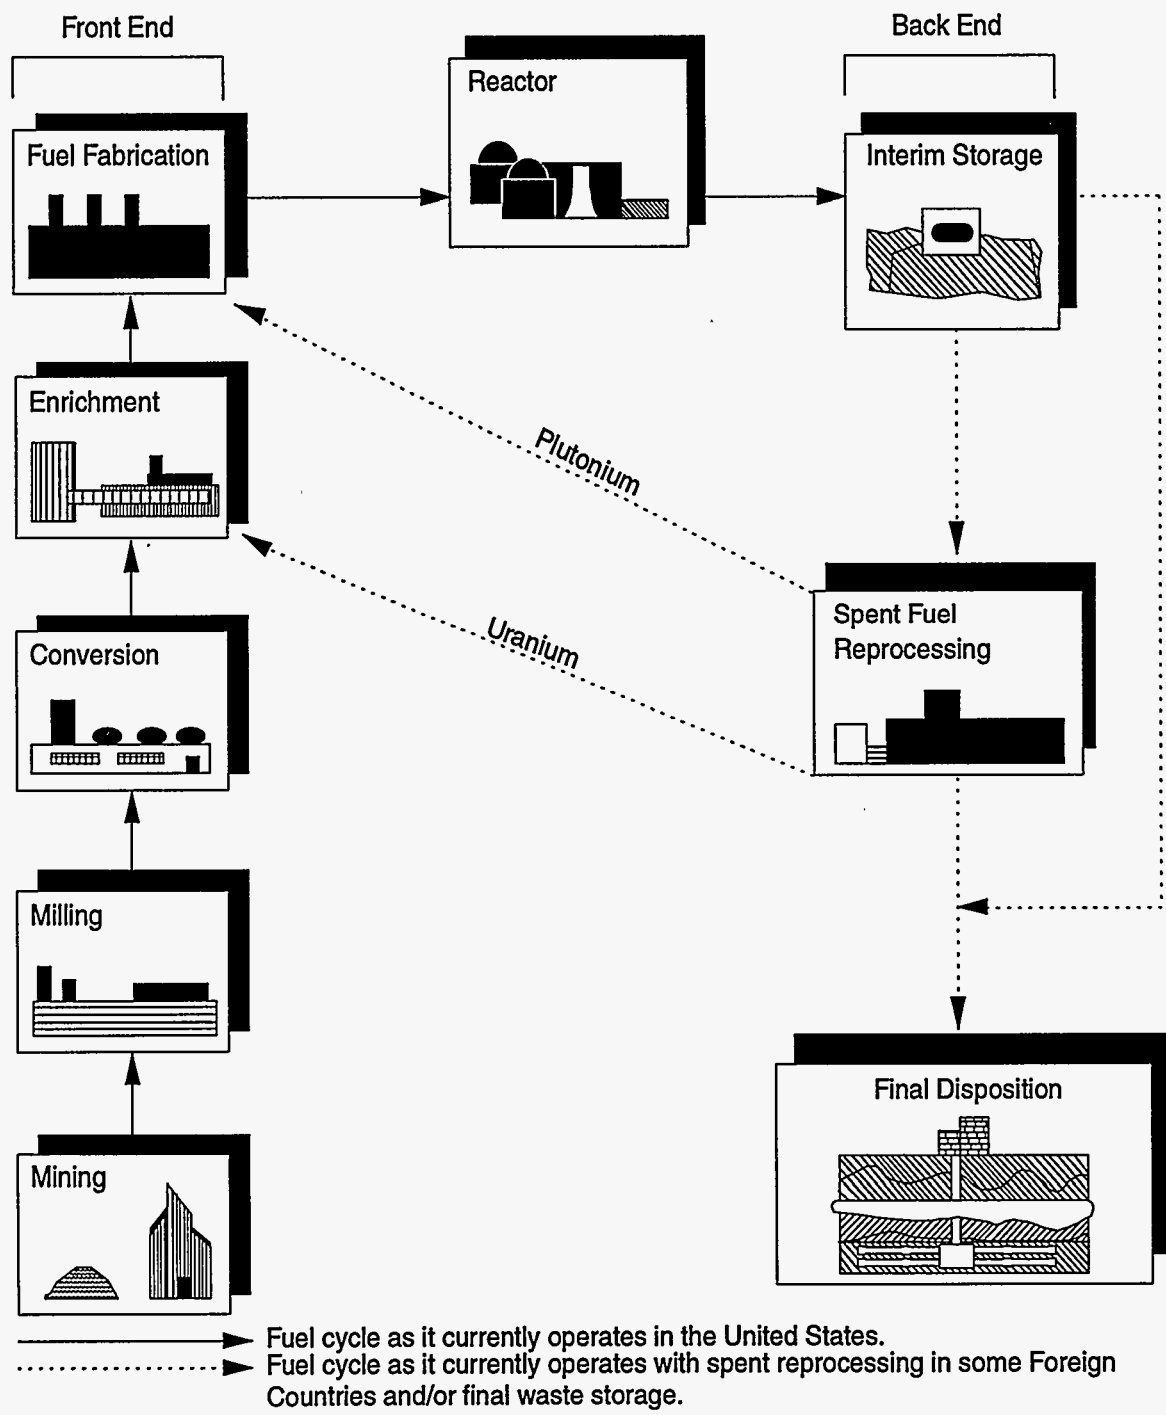 Front End
Back End
Reactor
Fuel Fabrication
Interim Storage
Enrichment
Plutonium
Spent Fuel
Reprocessing
Uranium
Conversion
Milling
Final Disposition
Mining
Fuel cycle as it currently operates in the United States.
Fuel cycle as it currently operates with spent reprocessing in some Foreign
Countries and/or final waste storage.